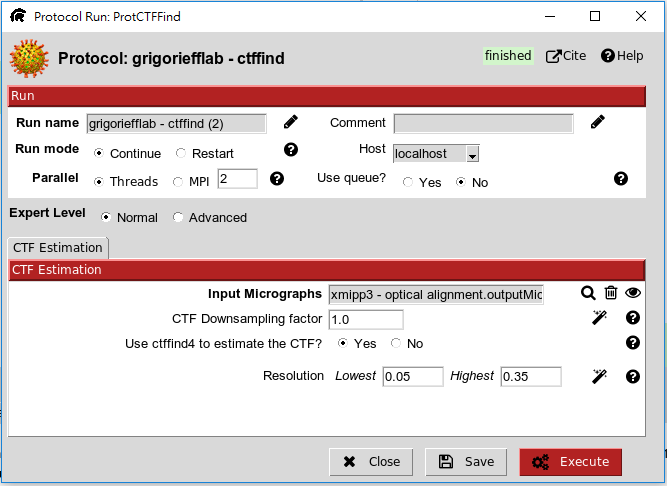 Protocol Run: ProtCTFFind
Protocol: grigoriefflab - ctffind finished Cite Help
Run
Run name grigoriefflab - ctffind (2) Comment
Run mode Continue Restart Host localhost
Parallel Threads MPI 2 Use queue? Yes No
Expert Level Normal Advanced
CTF Estimation
CTF Estimation
Input Micrographs xmipp3 - optical alignment.outputMic
CTF Downsampling factor 1.0
Use ctffind4 to estimate the CTF? Yes No
Resolution Lowest 0.05 Highest 0.35
Close Save Execute